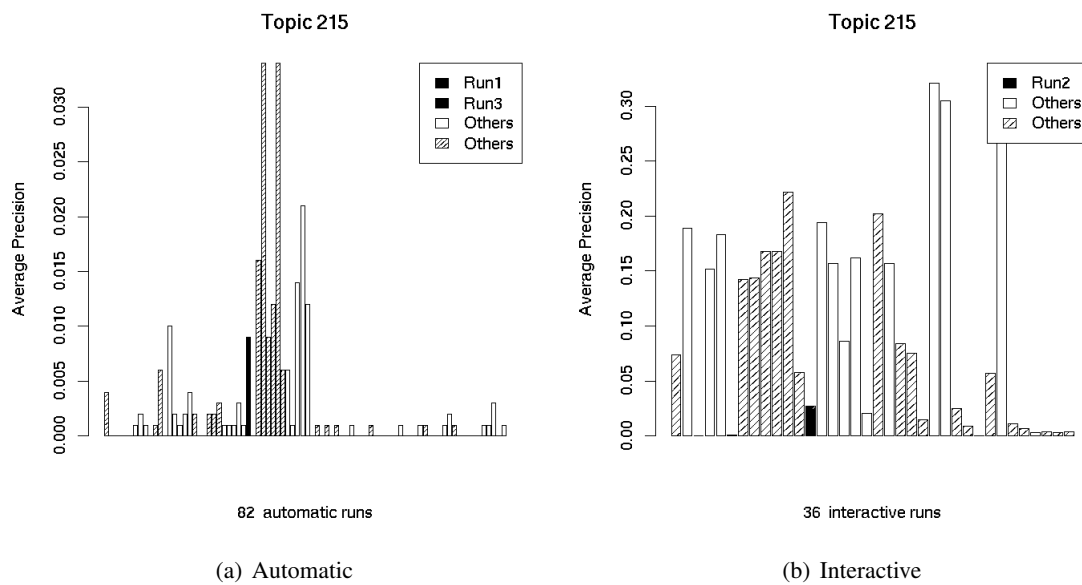 Topic 215
Run1
Run3
Others
Others
Average Precision
0.030
0.025
0.020
0.015
0.010
0.005
0.000
82 automatic runs
(a) Automatic
Topic 215
Run2
Others
Others
Average Precision
0.30
0.25
0.20
0.15
0.10
0.05
0.00
36 interactive runs
(b) Interactive